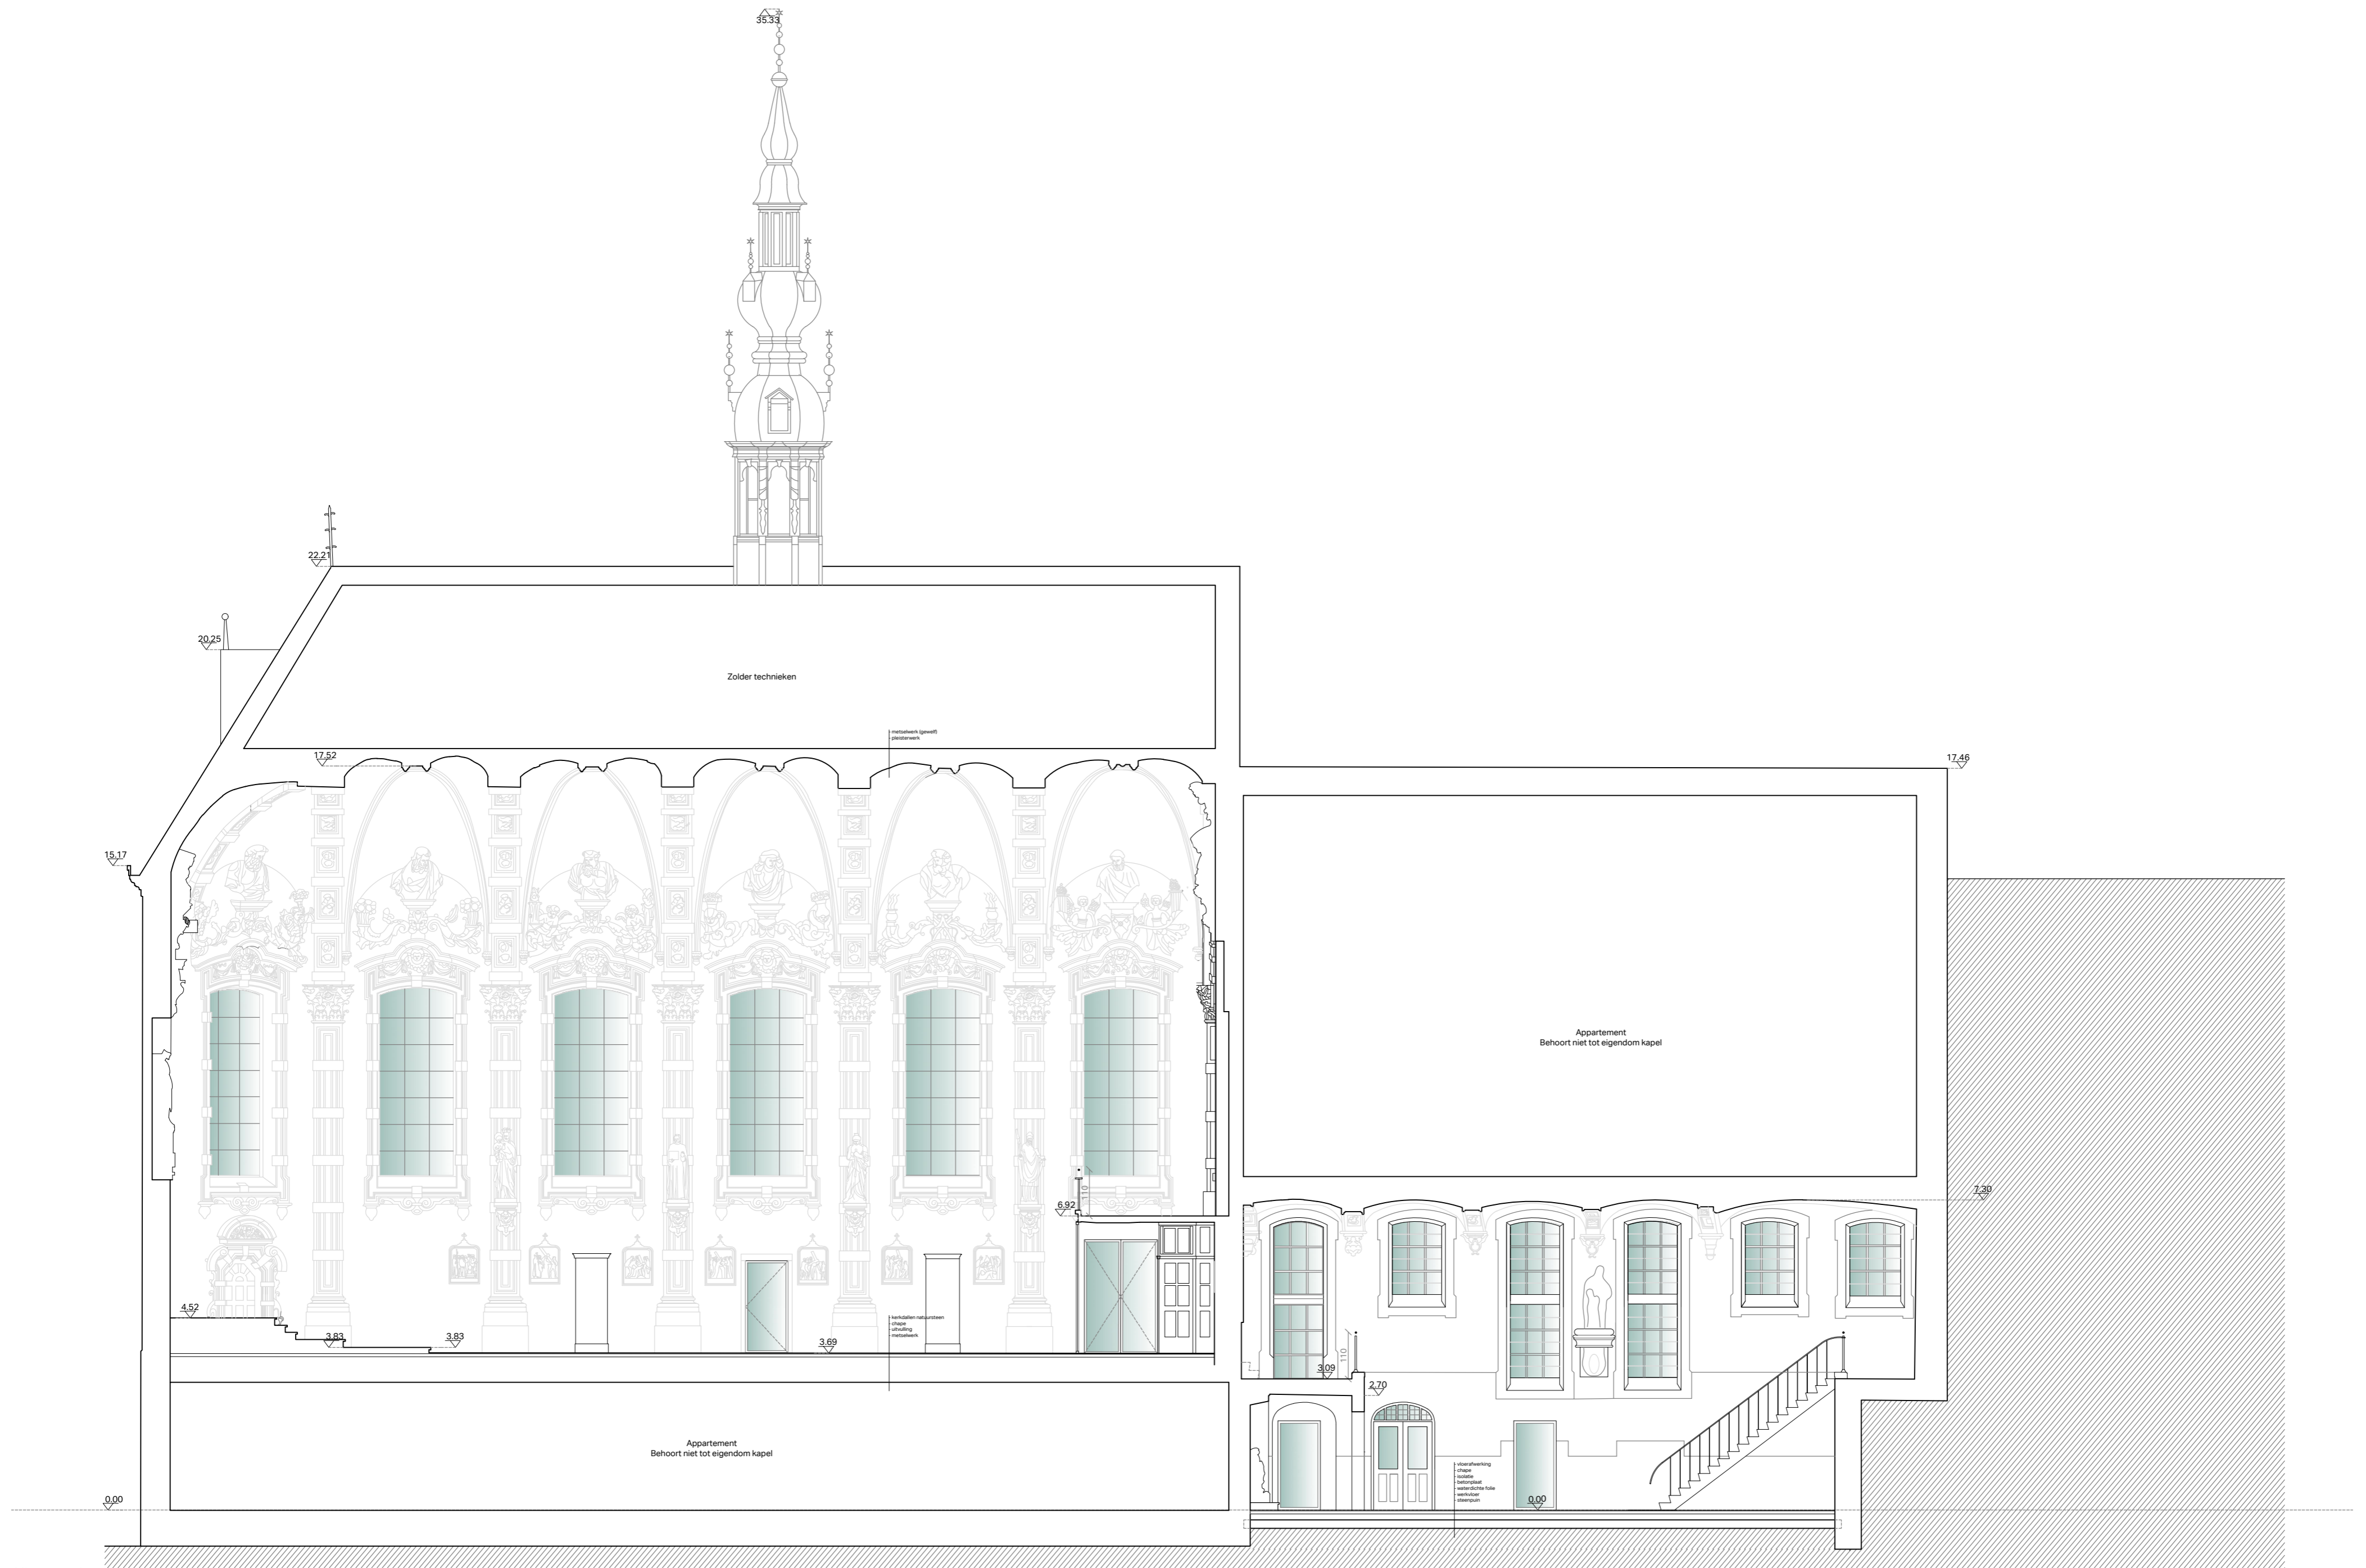 35.33
22.21
20.25
Zolder technieken
metselwerk (gewelf)
pleisterwerk
17.52
17.46
15.17
Appartement
Behoort niet tot eigendom kapel
110
6.92
7.30
4.52
3.83
3.83
3.69
kerkdallen natuursteen
chape
uitvulling
metselwerk
110
3.09
2.70
Appartement
Behoort niet tot eigendom kapel
vloerafwerking
chape
isolatie
betonplaat
waterdichte folie
werkvloer
steenpuin
0.00
0.00